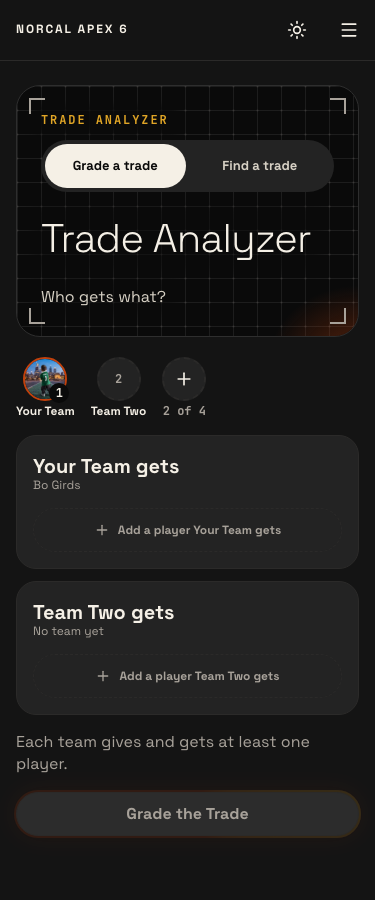 NORCAL APEX 6
TRADE ANALYZER
Grade a trade
Find a trade
Trade Analyzer
Who gets what?
1
2
Your Team
Team Two
2 of 4
Your Team gets
Bo Girds
Add a player Your Team gets
Team Two gets
No team yet
Add a player Team Two gets
Each team gives and gets at least one
player.
Grade the Trade